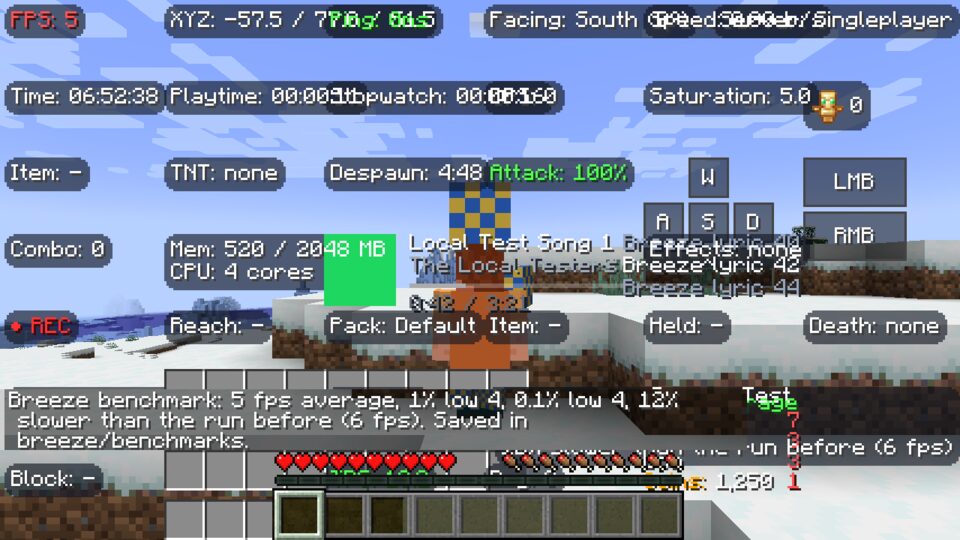 FPS: 5
XYZ: -57.5 /
Facing: South
Singleplayer
Time: 06:52:38
Playtime: 00:00
Stopwatch: 00:00
Saturation: 5.0
0
Item: -
TNT: none
Despawn: 4:48
Attack: 100%
W
LMB
A
S
D
RMB
Combo: 0
Mem: 520 / 2048 MB
CPU: 4 cores
Local Test Song 1
The Local Testers
0:42 / 3:21
Effects: none
Breeze lyric 42
Breeze lyric 44
REC
Reach: -
Pack: Default
Item: -
Held: -
Death: none
Breeze benchmark: 5 fps average, 1% low 4, 0.1% low 4, 12%
slower than the run before (6 fps). Saved in
breeze/benchmarks.
Test
7
run before (6 fps)
Block: -
1,250
1